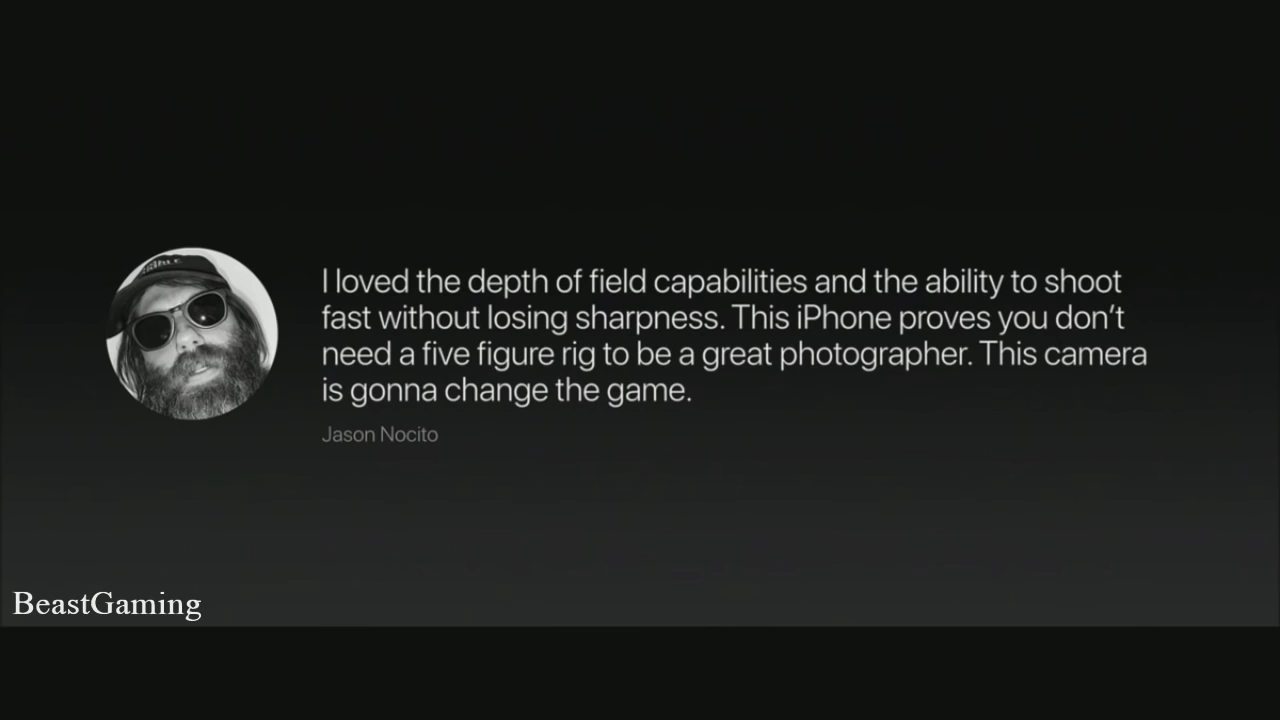 I loved the depth of field capabilities and the ability to shoot
fast without losing sharpness. This iPhone proves you don’t
need a five figure rig to be a great photographer. This camera
is gonna change the game.
Jason Nocito
BeastGaming